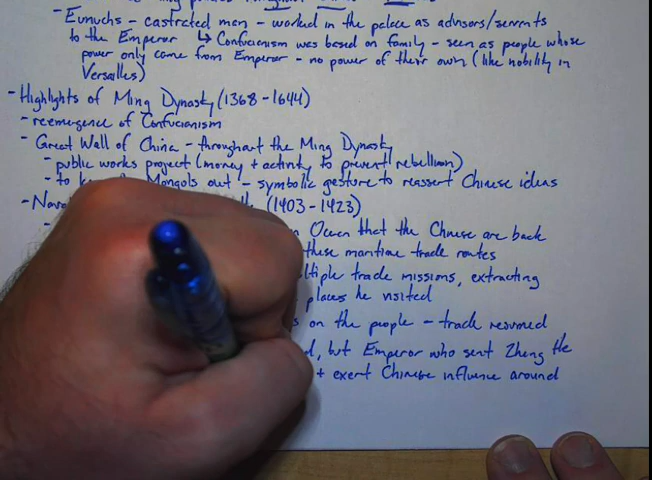 - Eunuchs - castrated men - worked in the palace as advisors/servents
to the Emperor ↳ Confucianism was based on family - seen as people whose
power only came from Emperor - no power of their own (like nobility in
Versailles)
- Highlights of Ming Dynasty (1368-1644)
- reemergence of Confucianism
- Great Wall of China - throughout the Ming Dynasty
- public works project (money + activity to prevent rebellion)
- to Mongols out - symbolic gesture to reassert Chinese ideas
(1403-1423)
Ocean that the Chinese are back
these maritime trade routes
trade missions, extracting
places he visited
on the people - trade resumed
but Emperor who sent Zheng He
+ exert Chinese influence around